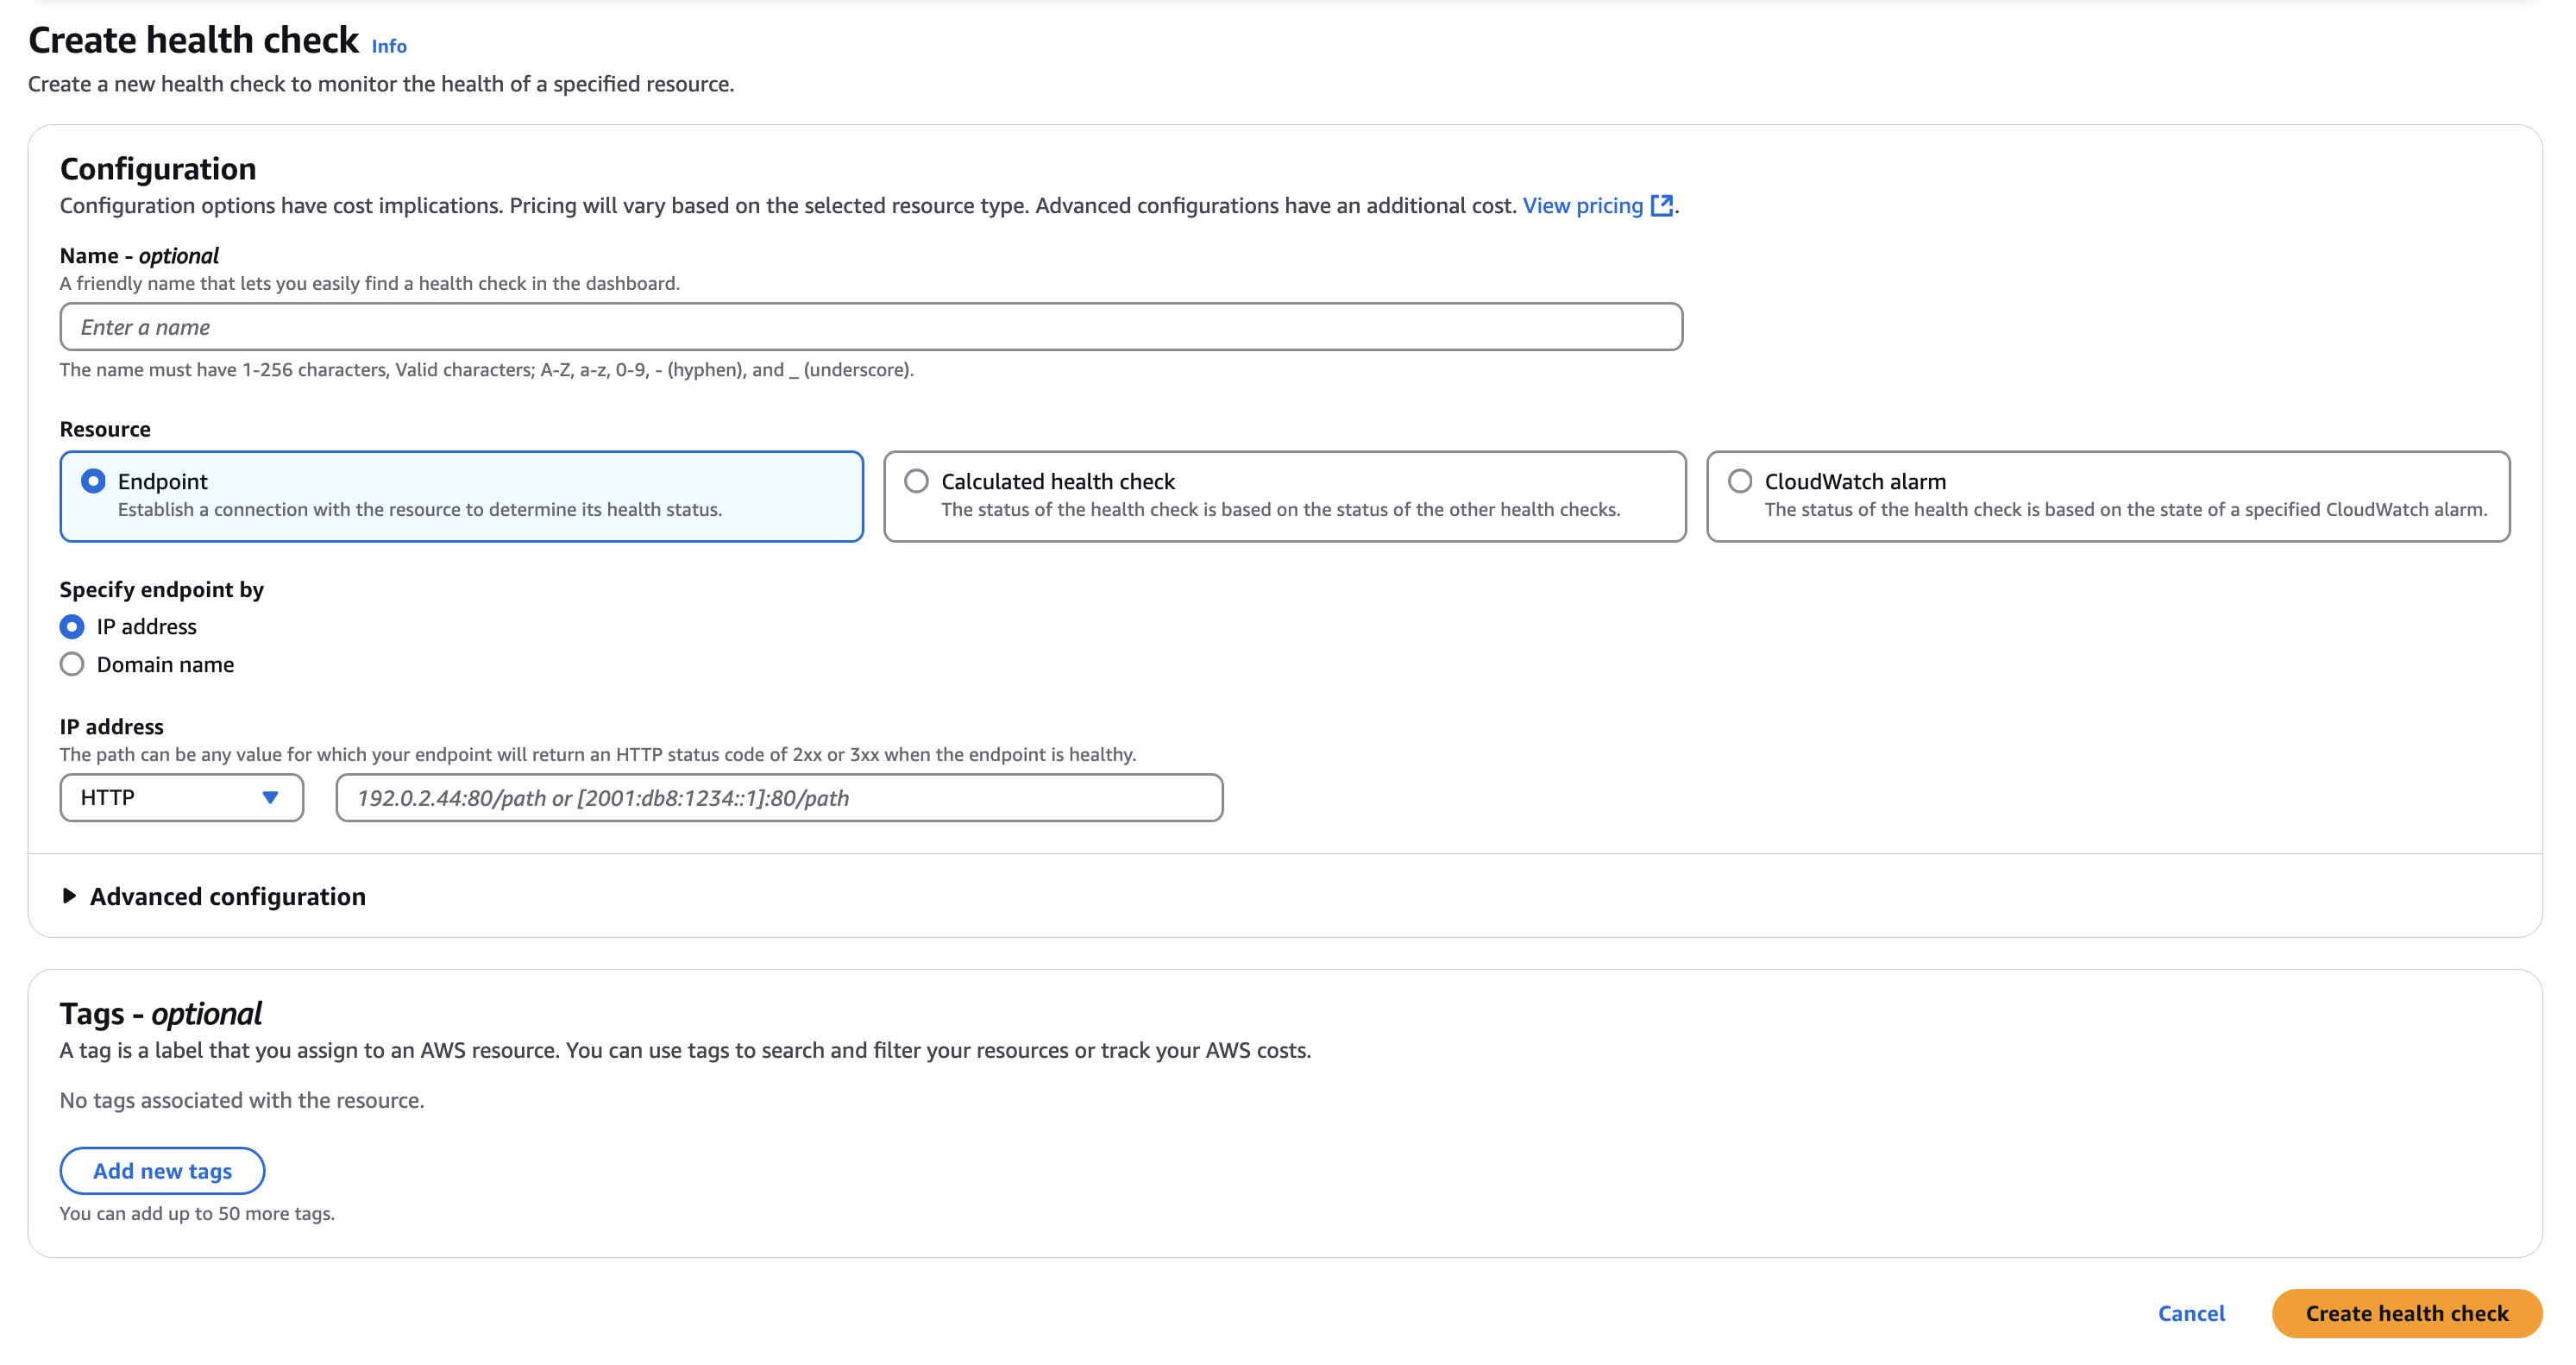 Create health check Info
Create a new health check to monitor the health of a specified resource.
Configuration
Configuration options have cost implications. Pricing will vary based on the selected resource type. Advanced configurations have an additional cost. View pricing .
Name - optional
A friendly name that lets you easily find a health check in the dashboard.
Enter a name
The name must have 1-256 characters, Valid characters; A-Z, a-z, 0-9, - (hyphen), and _ (underscore).
Resource
Endpoint
Establish a connection with the resource to determine its health status.
Calculated health check
The status of the health check is based on the status of the other health checks.
CloudWatch alarm
The status of the health check is based on the state of a specified CloudWatch alarm.
Specify endpoint by
IP address
Domain name
IP address
The path can be any value for which your endpoint will return an HTTP status code of 2xx or 3xx when the endpoint is healthy.
HTTP
192.0.2.44:80/path or [2001:db8:1234::1]:80/path
Advanced configuration
Tags - optional
A tag is a label that you assign to an AWS resource. You can use tags to search and filter your resources or track your AWS costs.
No tags associated with the resource.
Add new tags
You can add up to 50 more tags.
Cancel
Create health check